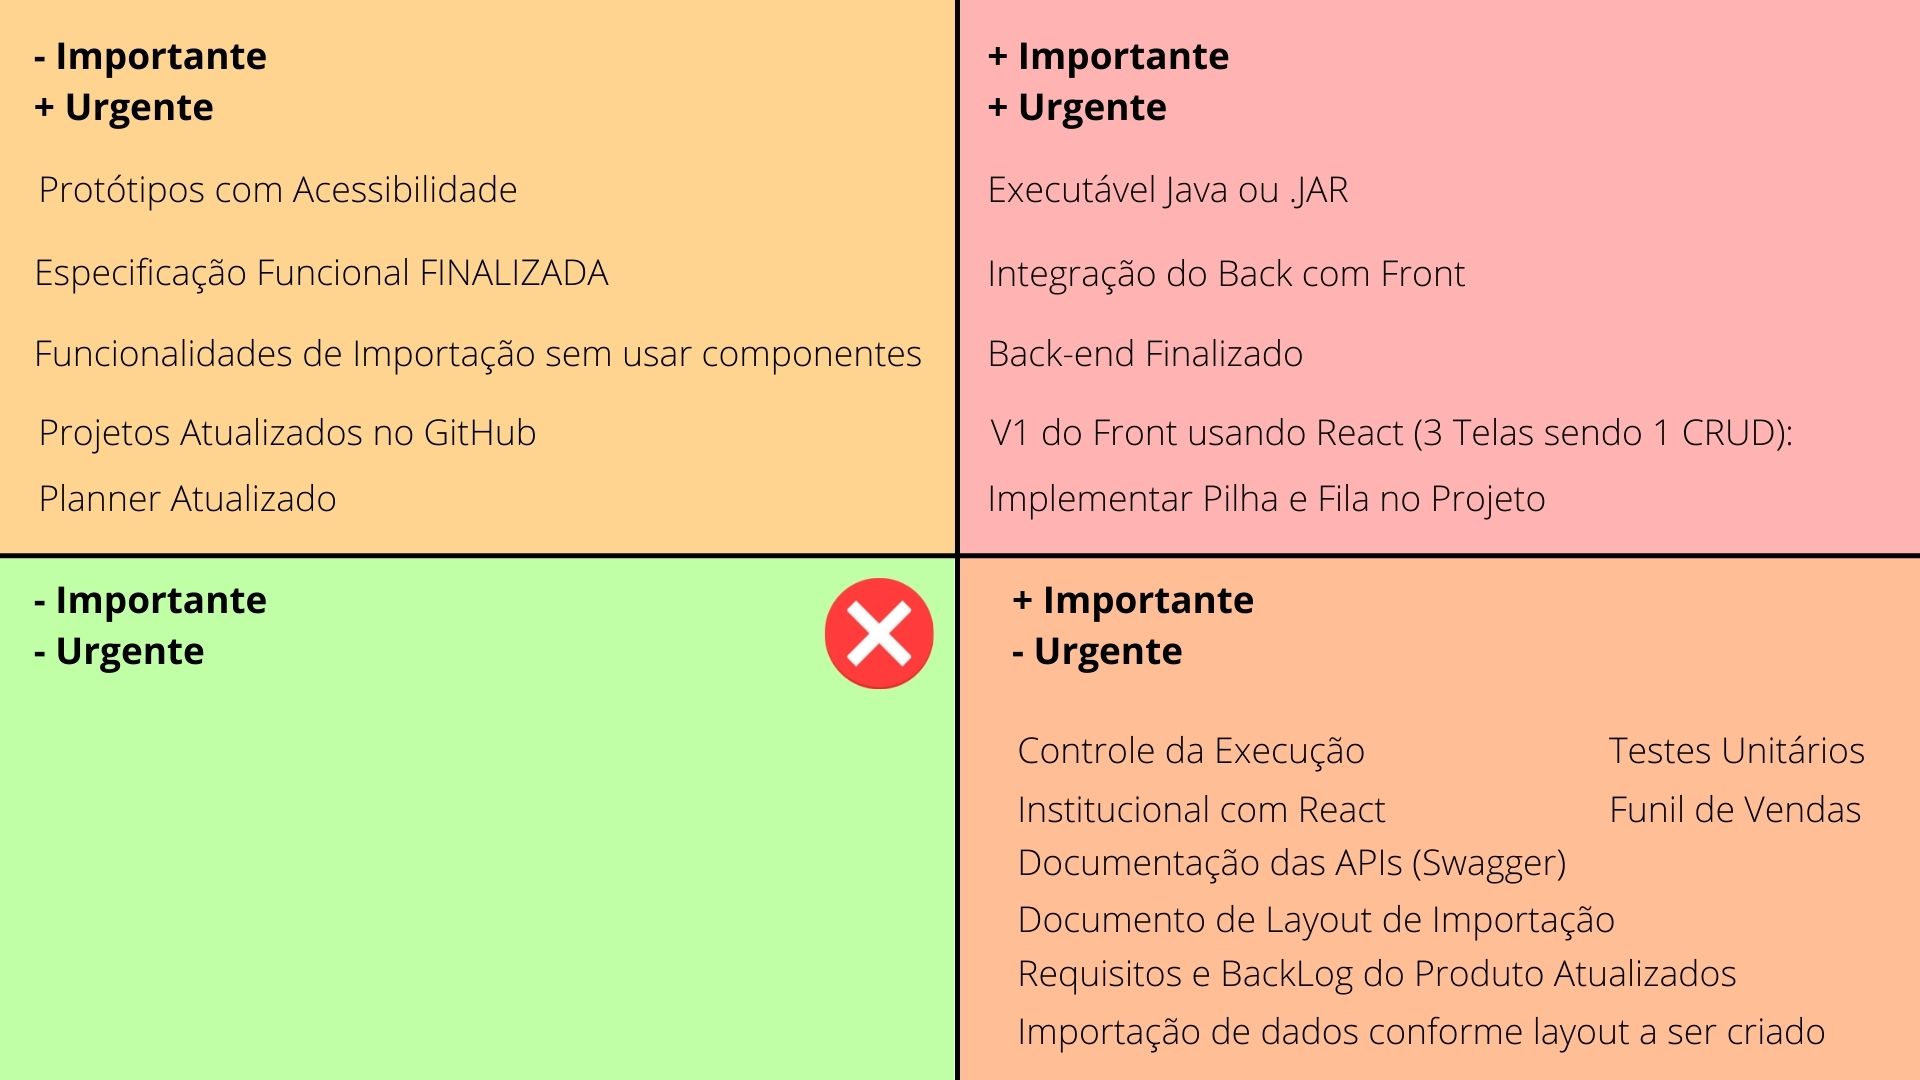 - Importante
+ Urgente
Protótipos com Acessibilidade
Especificação Funcional FINALIZADA
Funcionalidades de Importação sem usar componentes
Projetos Atualizados no GitHub
Planner Atualizado
+ Importante
+ Urgente
Executável Java ou .JAR
Integração do Back com Front
Back-end Finalizado
V1 do Front usando React (3 Telas sendo 1 CRUD):
Implementar Pilha e Fila no Projeto
- Importante
- Urgente
+ Importante
- Urgente
Controle da Execução
Institucional com React
Documentação das APIs (Swagger)
Documento de Layout de Importação
Requisitos e BackLog do Produto Atualizados
Importação de dados conforme layout a ser criado
Testes Unitários
Funil de Vendas